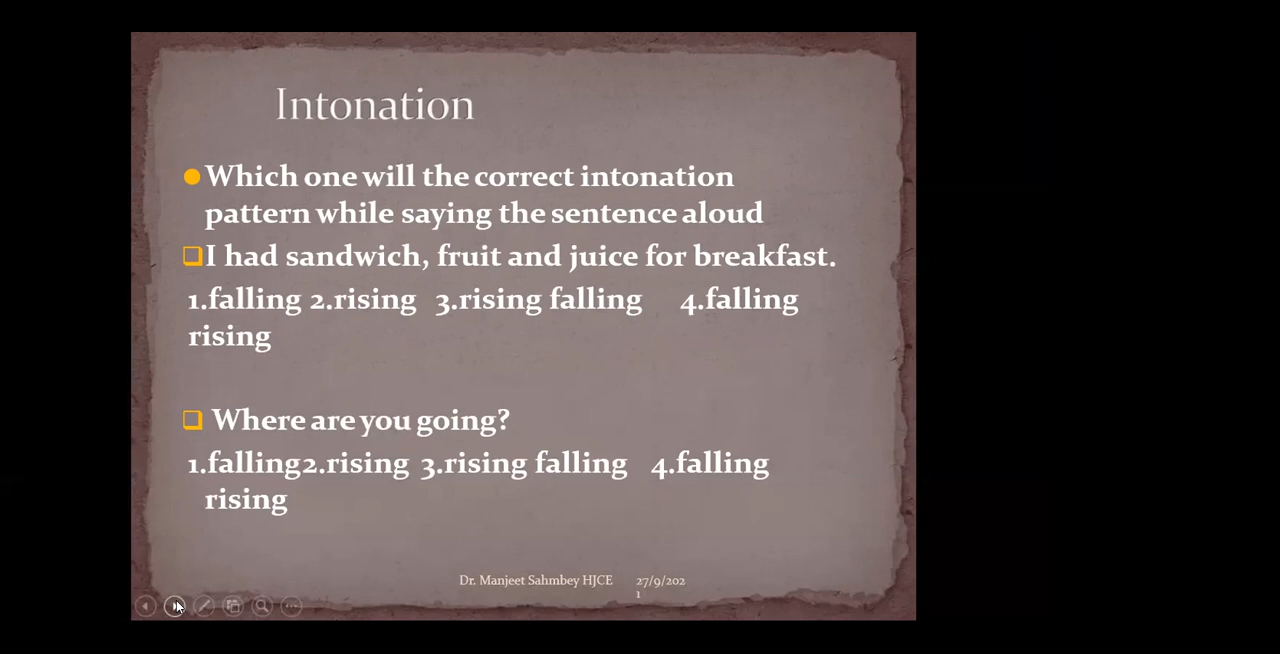 Intonation
Which one will the correct intonation
pattern while saying the sentence aloud
I had sandwich, fruit and juice for breakfast.
1.falling 2.rising 3.rising falling 4.falling
rising
Where are you going?
1.falling2.rising 3.rising falling 4.falling
rising
Dr. Manjeet Sahmbey HJCE 27/9/202
1